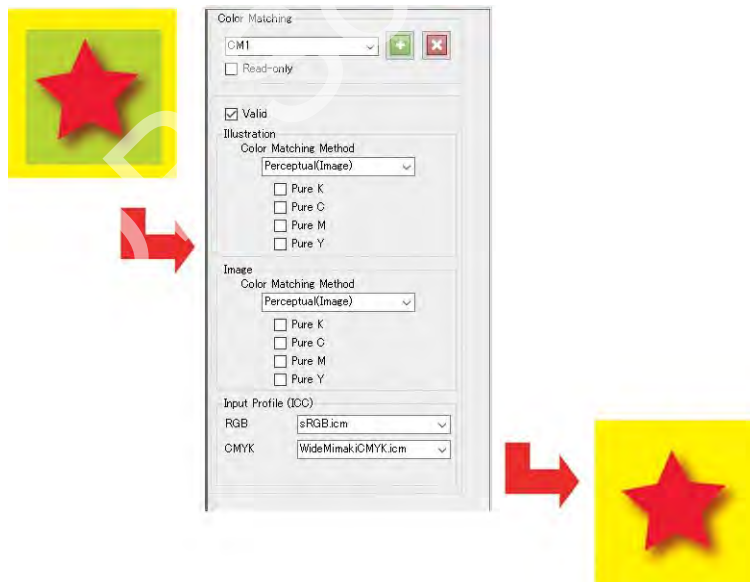 Color Matching
CM1
Read-only
Valid
Illustration
Color Matching Method
Perceptual(Image)
Pure K
Pure C
Pure M
Pure Y
Image
Color Matching Method
Perceptual(Image)
Pure K
Pure C
Pure M
Pure Y
Input Profile (ICC)
RGB sRGB.icm
CMYK WideMimakiCMYK.icm